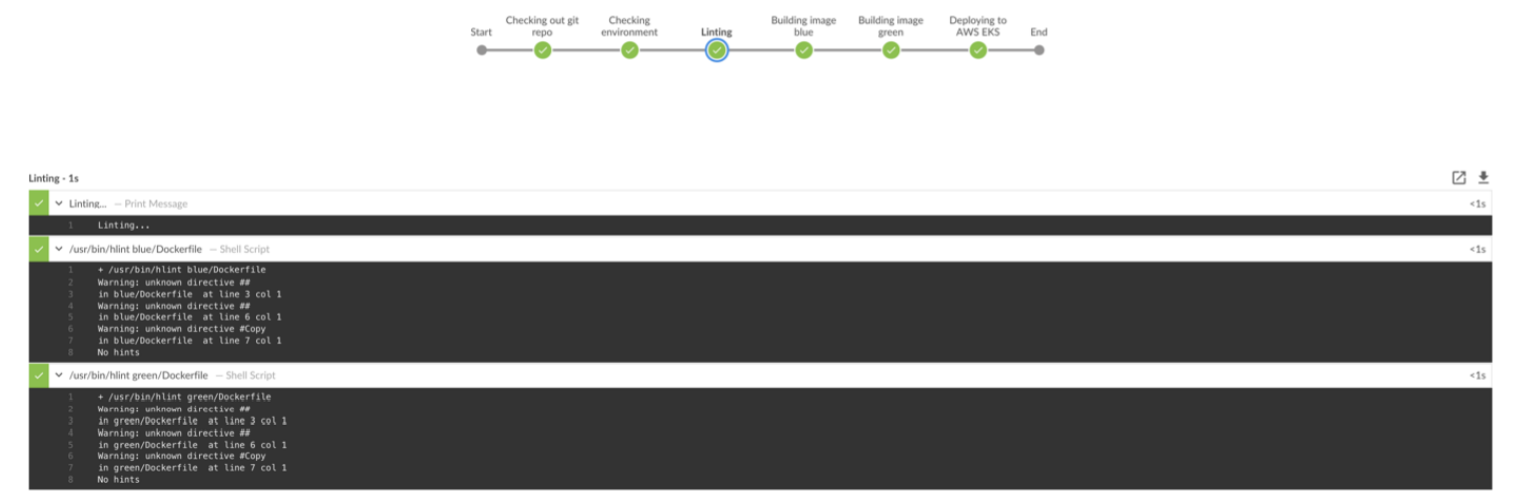 Start
Checking out git
repo
Checking
environment
Linting
Building image
blue
Building image
green
Deploying to
AWS EKS
End
Linting - 1s
Linting... — Print Message <1s
1 Linting...
/usr/bin/hlint blue/Dockerfile — Shell Script <1s
1 + /usr/bin/hlint blue/Dockerfile
2 Warning: unknown directive ##
3 in blue/Dockerfile at line 3 col 1
4 Warning: unknown directive ##
5 in blue/Dockerfile at line 6 col 1
6 Warning: unknown directive #Copy
7 in blue/Dockerfile at line 7 col 1
8 No hints
/usr/bin/hlint green/Dockerfile — Shell Script <1s
1 + /usr/bin/hlint green/Dockerfile
2 Warning: unknown directive ##
3 in green/Dockerfile at line 3 col 1
4 Warning: unknown directive ##
5 in green/Dockerfile at line 6 col 1
6 Warning: unknown directive #Copy
7 in green/Dockerfile at line 7 col 1
8 No hints